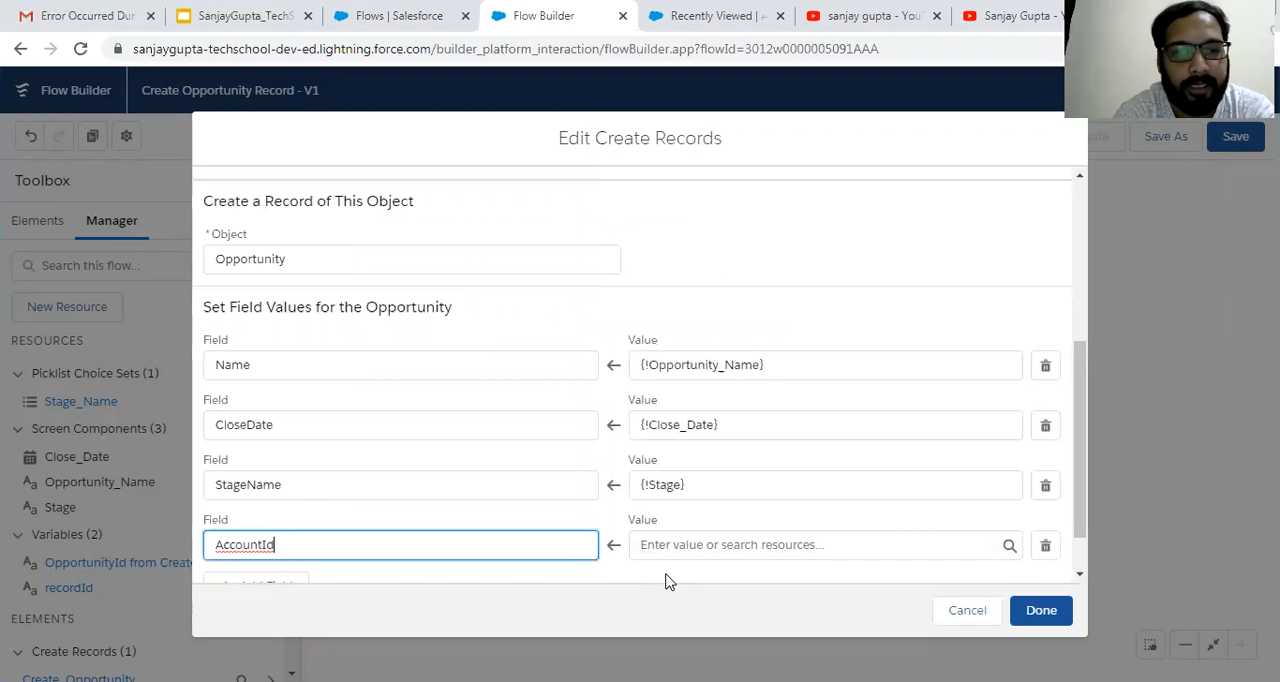 Error Occurred Dur
SanjayGupta_TechS
Flows | Salesforce
Flow Builder
Recently Viewed |
sanjay gupta - You
Sanjay Gupta - Y
sanjaygupta-techschool-dev-ed.lightning.force.com/builder_platform_interaction/flowBuilder.app?flowId=3012w0000005091AAA
Flow Builder
Create Opportunity Record - V1
Save As
Save
Edit Create Records
Toolbox
Elements
Manager
Search this flow...
New Resource
RESOURCES
Picklist Choice Sets (1)
Stage_Name
Screen Components (3)
Close_Date
Opportunity_Name
Stage
Variables (2)
OpportunityId from Create
recordId
ELEMENTS
Create Records (1)
Create Opportunity
Create a Record of This Object
* Object
Opportunity
Set Field Values for the Opportunity
Field
Value
Name
{!Opportunity_Name}
Field
Value
CloseDate
{!Close_Date}
Field
Value
StageName
{!Stage}
Field
Value
AccountId
Enter value or search resources...
Cancel
Done